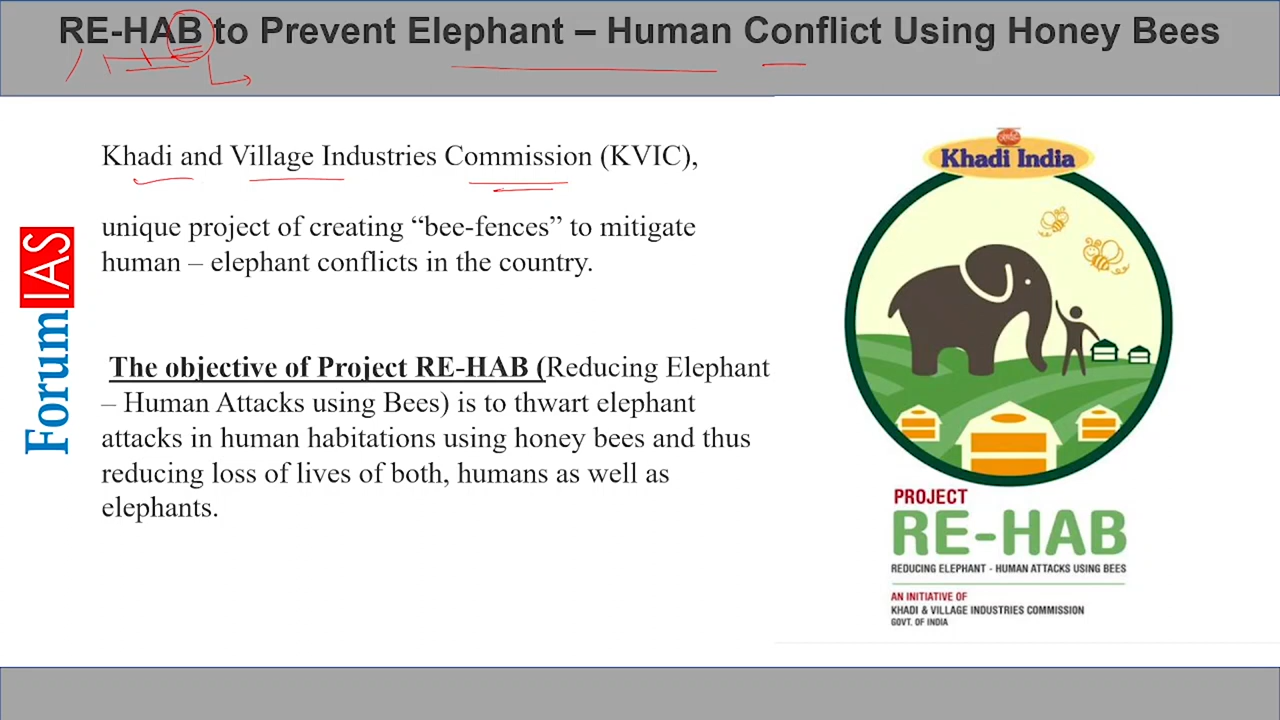 RE-HAB to Prevent Elephant – Human Conflict Using Honey Bees
Khadi and Village Industries Commission (KVIC),
unique project of creating “bee-fences” to mitigate
human – elephant conflicts in the country.
The objective of Project RE-HAB (Reducing Elephant
– Human Attacks using Bees) is to thwart elephant
attacks in human habitations using honey bees and thus
reducing loss of lives of both, humans as well as
elephants.
ForumIAS
Khadi India
PROJECT
RE-HAB
REDUCING ELEPHANT - HUMAN ATTACKS USING BEES
AN INITIATIVE OF
KHADI & VILLAGE INDUSTRIES COMMISSION
GOVT. OF INDIA